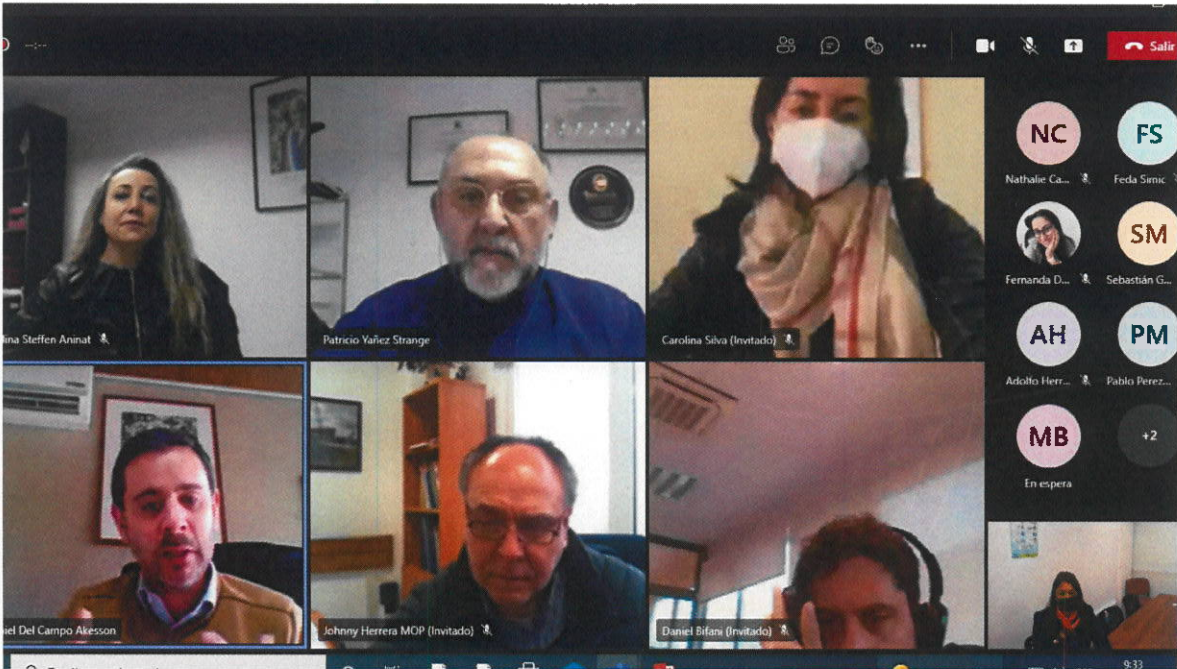 Salir
NC
FS
Nathalie Ca...
Feda Simic
SM
Fernanda D...
Sebastián G...
ina Steffen Aninat
Patricio Yañez Strange
Carolina Silva (Invitado)
AH
PM
Adolfo Herr...
Pablo Perez...
MB
+2
En espera
iel Del Campo Akesson
Johnny Herrera MOP (Invitado)
Daniel Bifani (Invitado)
9:33